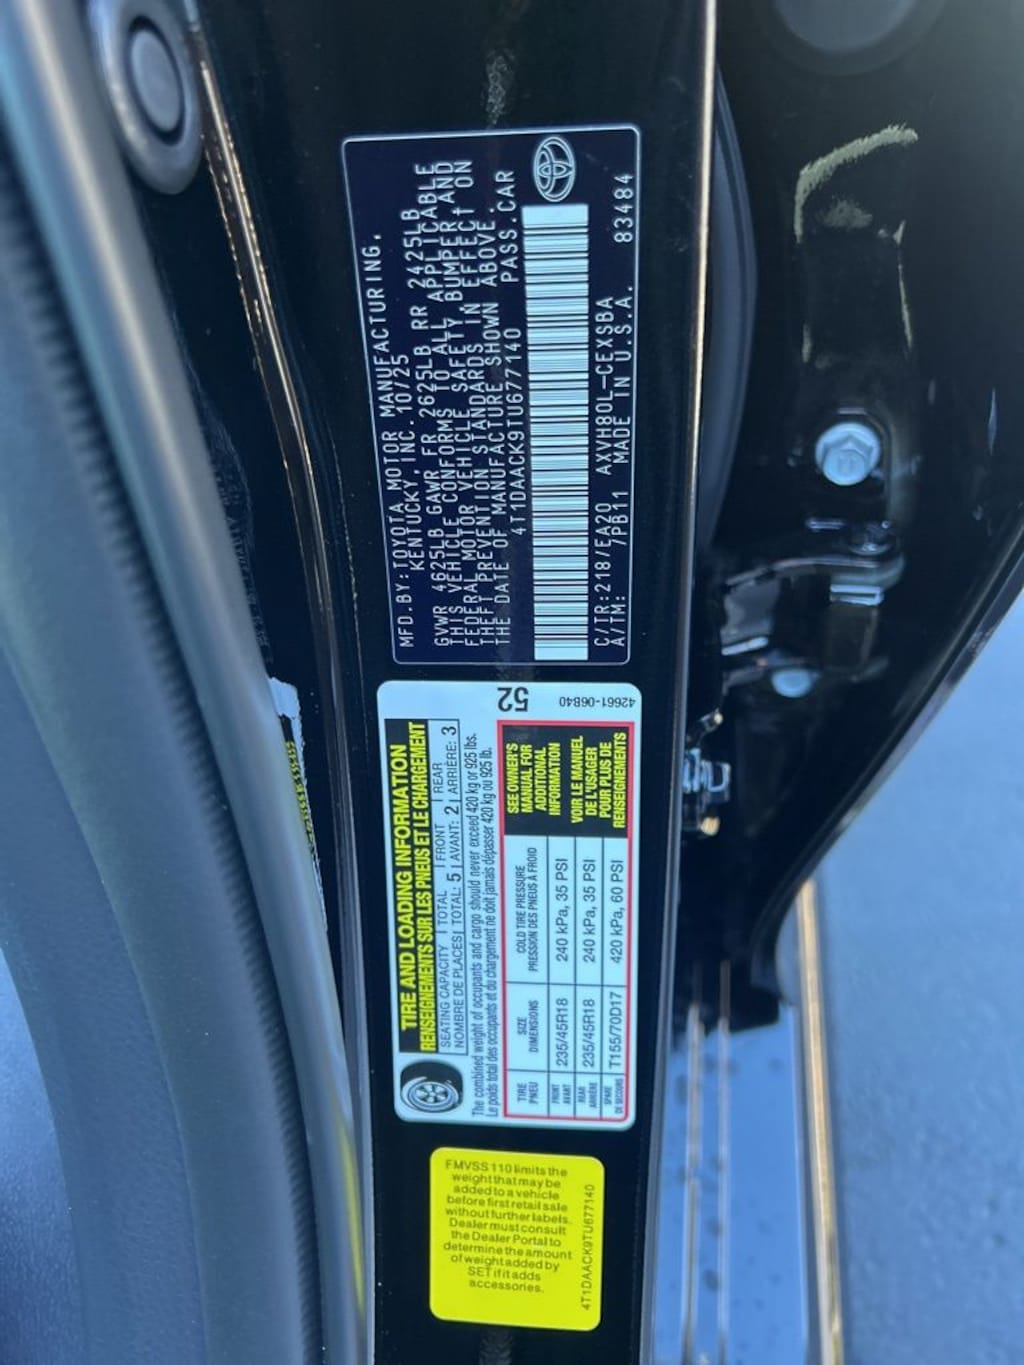 MFD.BY:TOYOTA MOTOR MANUFACTURING,
KENTUCKY, INC. 10/25
GVWR 4625LB GAWR FR 2625LB RR 2425LB
THIS VEHICLE CONFORMS TO ALL APPLICABLE
FEDERAL MOTOR VEHICLE SAFETY, BUMPER, AND
THEFT PREVENTION STANDARDS IN EFFECT ON
THE DATE OF MANUFACTURE SHOWN ABOVE.
4T1DAACK9TU677140 PASS.CAR
C/TR:218/EA20 AXVH80L-CEXSBA
A/TM: /PB11 MADE IN U.S.A. 83484
TIRE AND LOADING INFORMATION
RENSEIGNEMENTS SUR LES PNEUS ET LE CHARGEMENT
SEATING CAPACITY | TOTAL | FRONT | REAR
NOMBRE DE PLACES | TOTAL: 5 | AVANT: 2 | ARRIÈRE: 3
The combined weight of occupants and cargo should never exceed 420 kg or 925 lbs.
Le poids total des occupants et du chargement ne doit jamais dépasser 420 kg ou 925 lb.
52
42661-06B40
TIRE SIZE COLD TIRE PRESSURE
PNEU DIMENSIONS PRESSION DES PNEUS À FROID
FRONT
AVANT 235/45R18 240 kPa, 35 PSI
REAR
ARRIÈRE 235/45R18 240 kPa, 35 PSI
SPARE
DE SECOURS T155/70D17 420 kPa, 60 PSI
SEE OWNER'S
MANUAL FOR
ADDITIONAL
INFORMATION
VOIR LE MANUEL
DE L'USAGER
POUR PLUS DE
RENSEIGNEMENTS
FMVSS 110 limits the
weight that may be
added to a vehicle
before first retail sale
without further labels.
Dealer must consult
the Dealer Portal to
determine the amount
of weight added by
SET if it adds
accessories.
4T1DAACK9TU677140